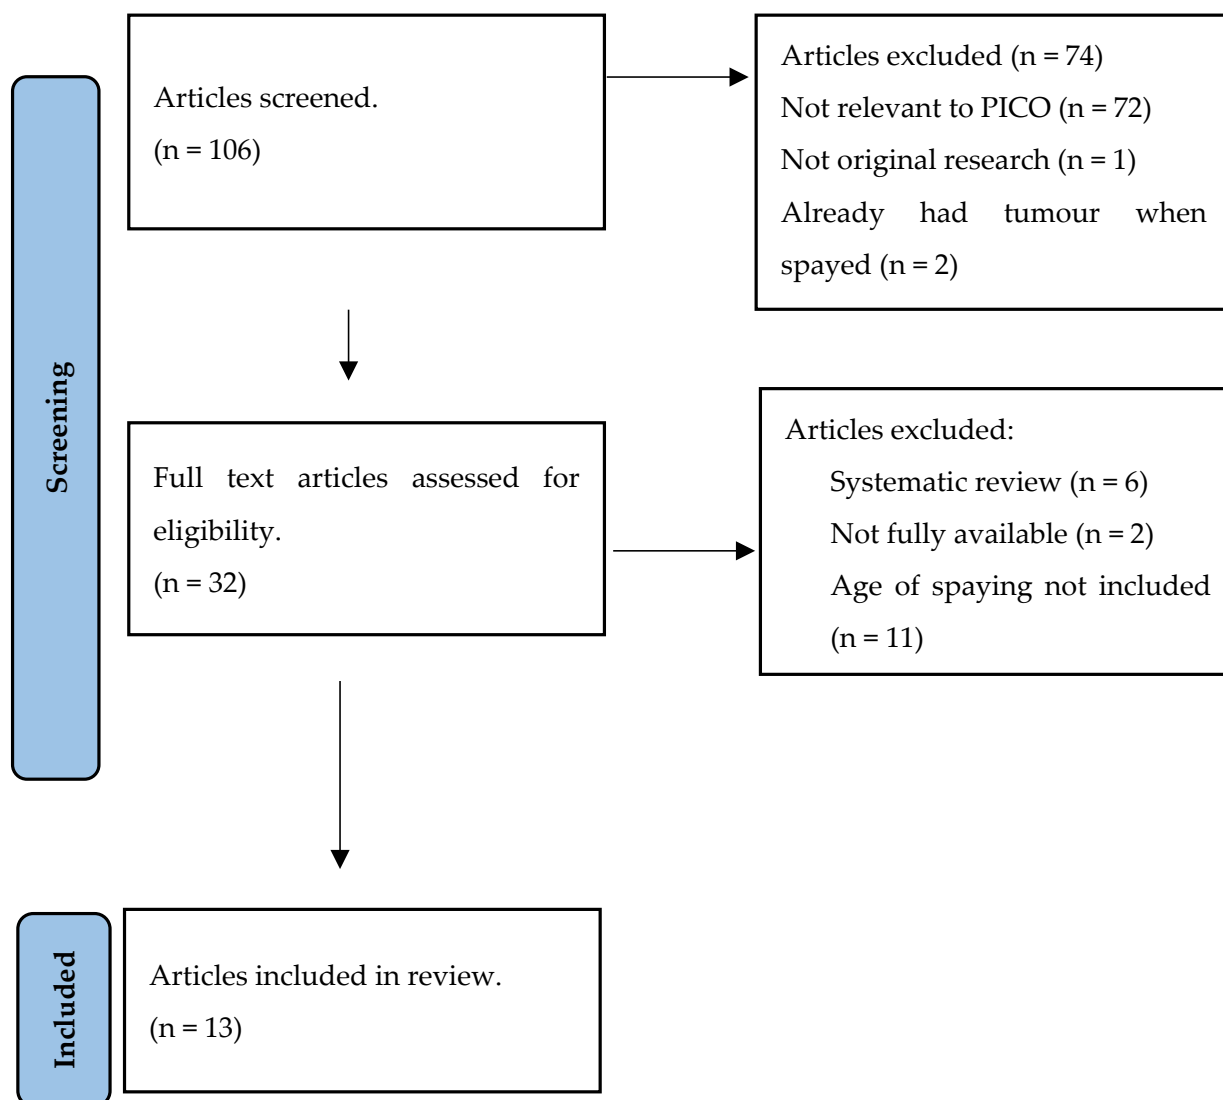 Articles screened.
(n = 106)
Articles excluded (n = 74)
Not relevant to PICO (n = 72)
Not original research (n = 1)
Already had tumour when
spayed (n = 2)
Screening
Full text articles assessed for
eligibility.
(n = 32)
Articles excluded:
Systematic review (n = 6)
Not fully available (n = 2)
Age of spaying not included
(n = 11)
Included
Articles included in review.
(n = 13)